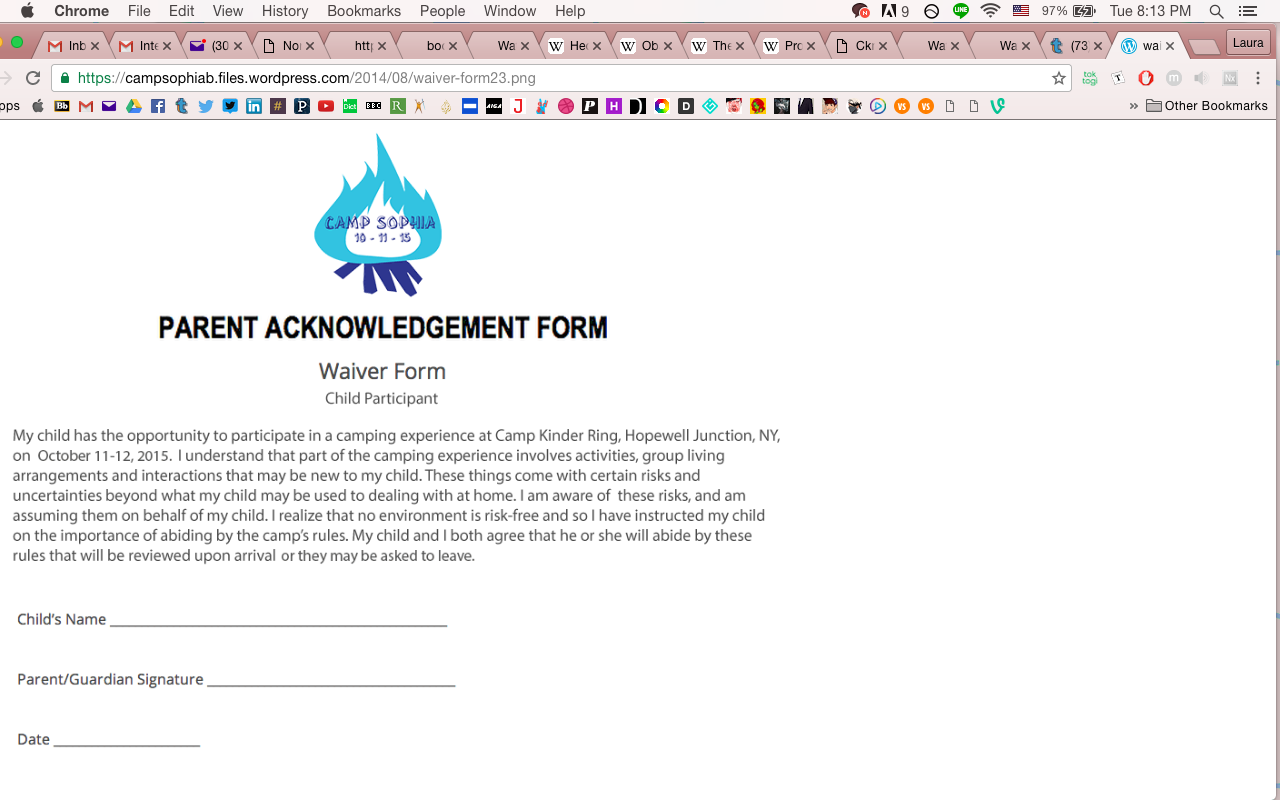 Chrome File Edit View History Bookmarks People Window Help 9 97% Tue 8:13 PM
Inb Inte (30 Nor http boo Wa Hea Ob The Pro Wa Wa (73 wai Laura
https://campsophiab.files.wordpress.com/2014/08/waiver-form23.png
pps Other Bookmarks
CAMP SOPHIA
10 - 11 - 15
PARENT ACKNOWLEDGEMENT FORM
Waiver Form
Child Participant
My child has the opportunity to participate in a camping experience at Camp Kinder Ring, Hopewell Junction, NY,
on October 11-12, 2015. I understand that part of the camping experience involves activities, group living
arrangements and interactions that may be new to my child. These things come with certain risks and
uncertainties beyond what my child may be used to dealing with at home. I am aware of these risks, and am
assuming them on behalf of my child. I realize that no environment is risk-free and so I have instructed my child
on the importance of abiding by the camp's rules. My child and I both agree that he or she will abide by these
rules that will be reviewed upon arrival or they may be asked to leave.
Child's Name
Parent/Guardian Signature
Date